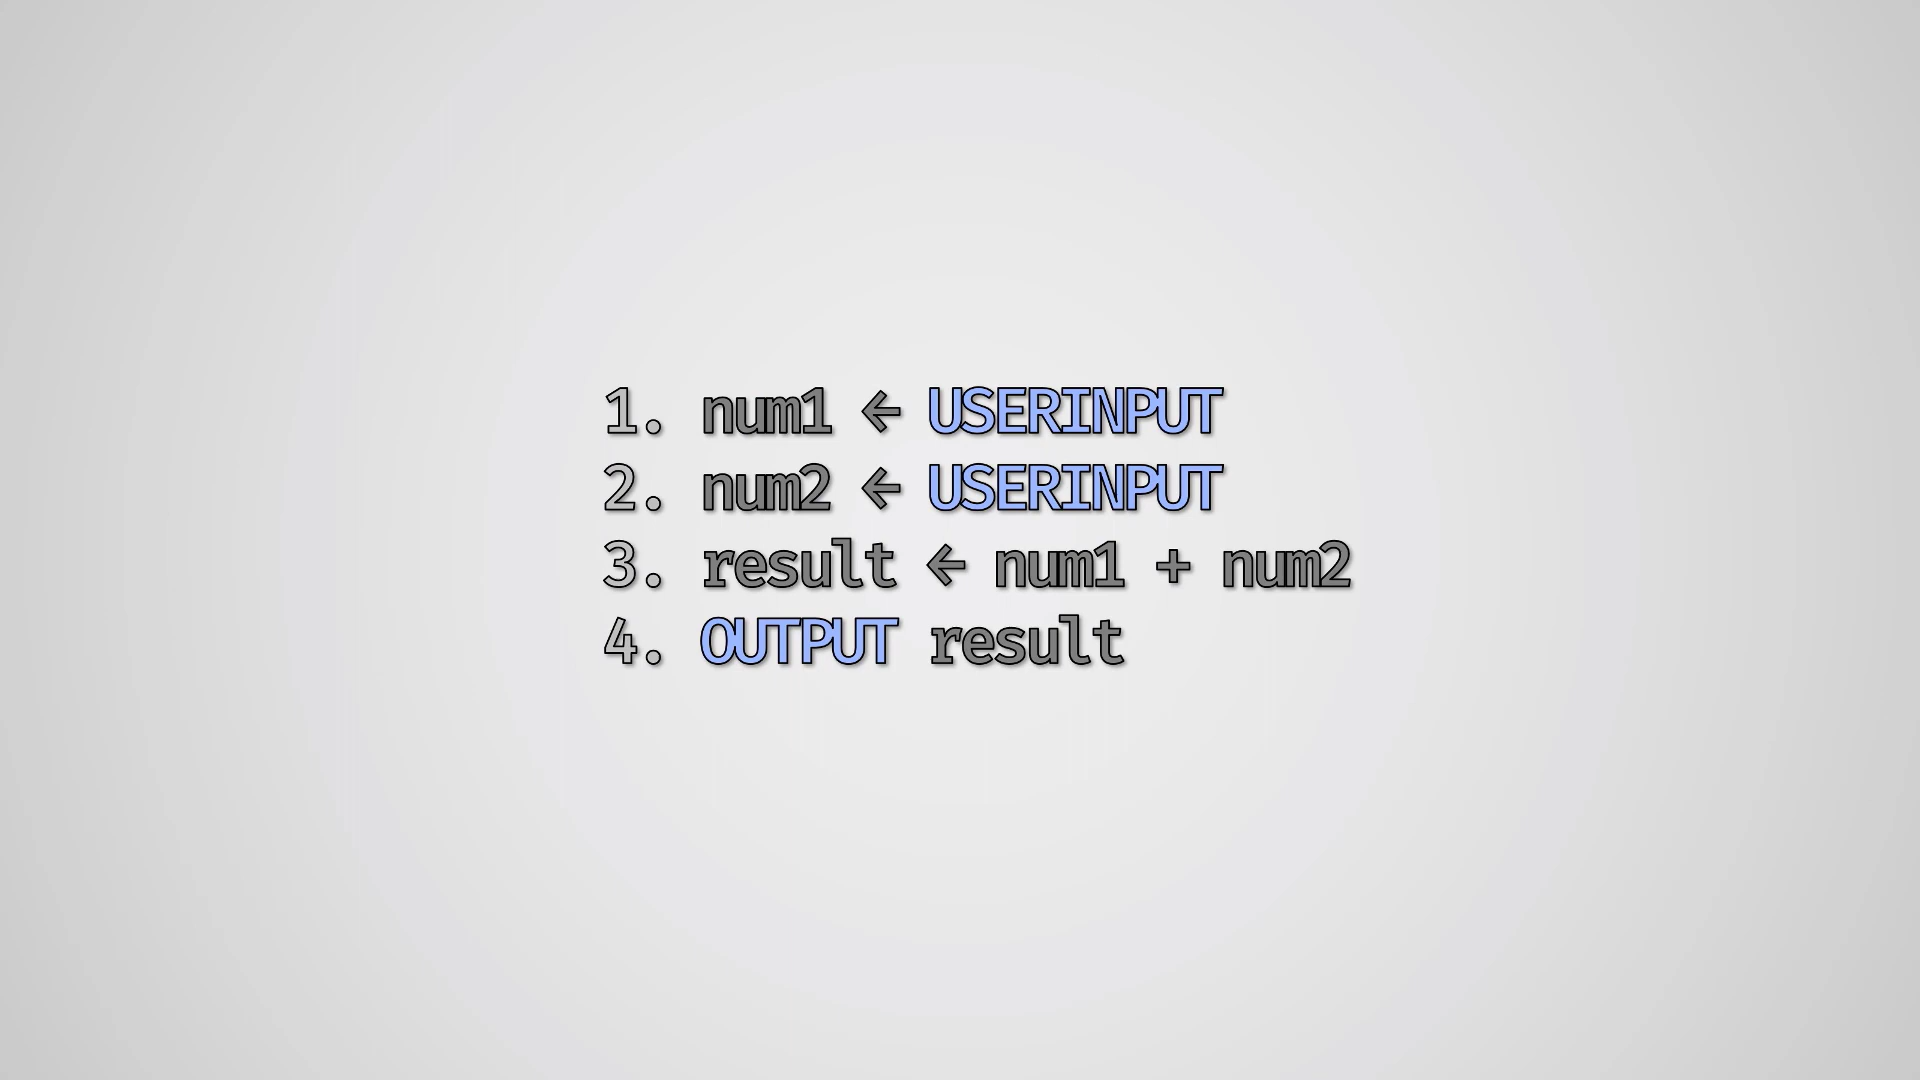 1. num1 ← USERINPUT
2. num2 ← USERINPUT
3. result ← num1 + num2
4. OUTPUT result